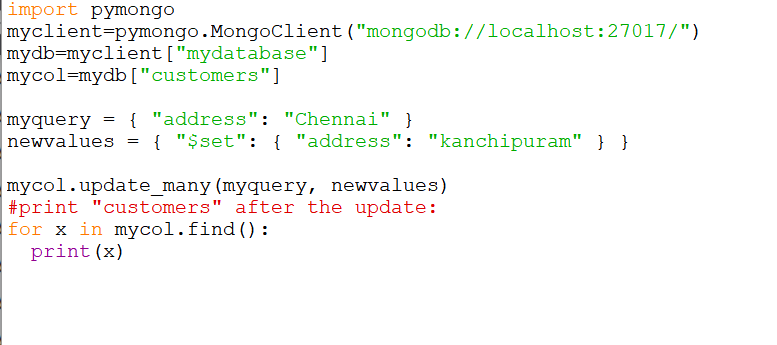 import pymongo
myclient=pymongo.MongoClient("mongodb://localhost:27017/")
mydb=myclient["mydatabase"]
mycol=mydb["customers"]
myquery = { "address": "Chennai" }
newvalues = { "$set": { "address": "kanchipuram" } }
mycol.update_many(myquery, newvalues)
#print "customers" after the update:
for x in mycol.find():
  print(x)